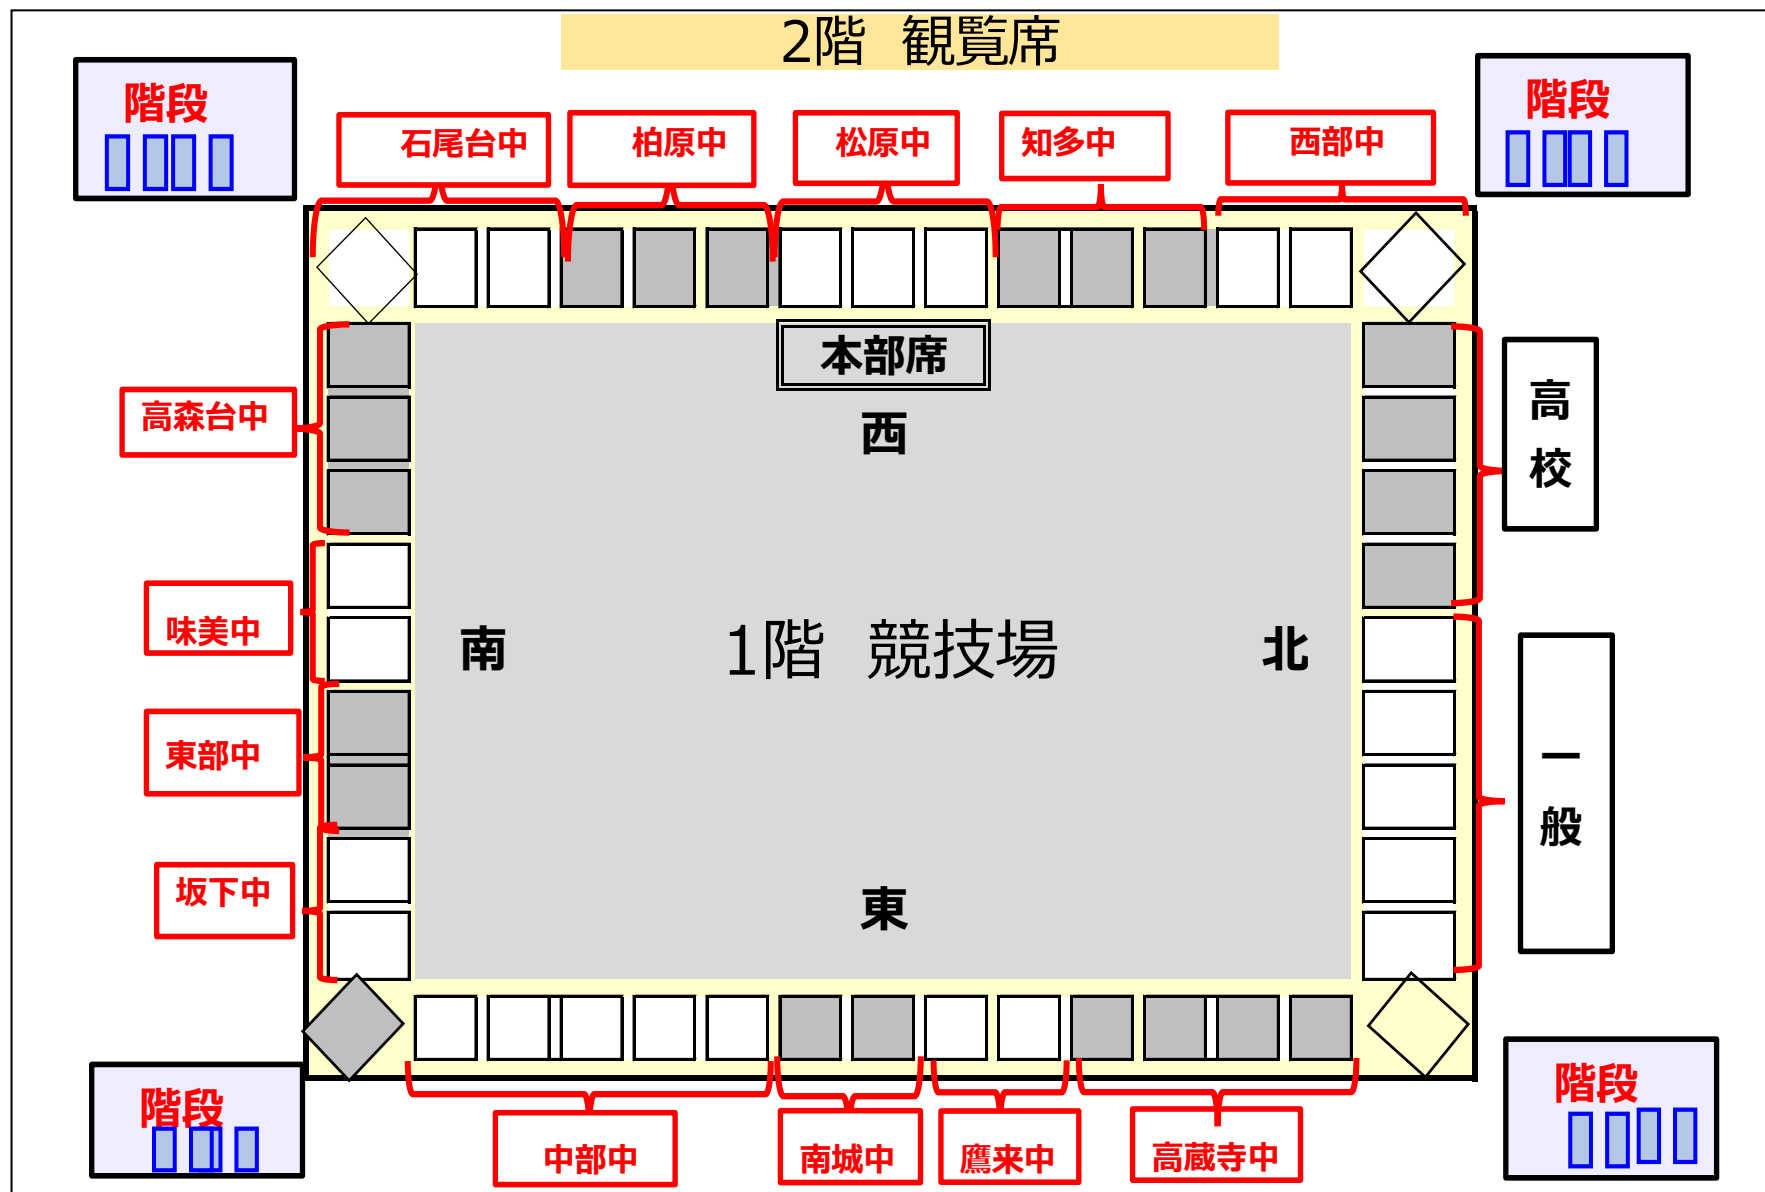 2階 観覧席
階段
階段
石尾台中
柏原中
松原中
知多中
西部中
本部席
高森台中
西
高
校
味美中
南
1階 競技場
北
東部中
一
般
坂下中
東
階段
階段
中部中
南城中
鷹来中
高蔵寺中